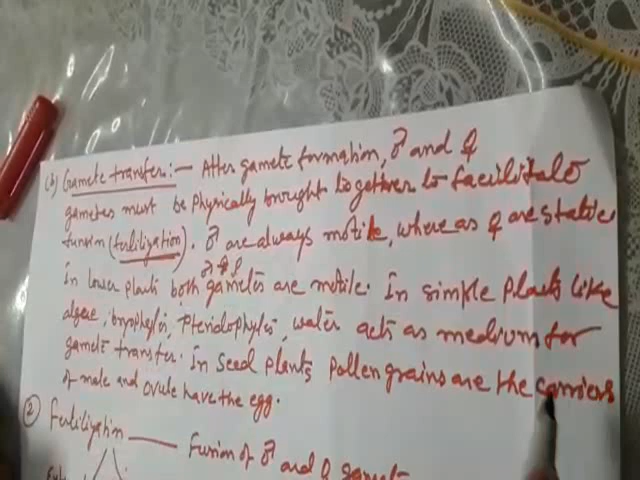 (b) Gamete transfer:— After gamete formation, ♂ and ♀
gametes must be physically brought together to facilitate
fusion (fertilization). ♂ are always motile, where as ♀ are static
In lower plants both ♂ & ♀ gametes are motile. In simple plants like
algae, bryophytes, Pteridophytes, water acts as medium for
gamete transfer. In seed plants Pollen grains are the carriers
of male and ovule have the egg.
② Fertilization —— Fusion of ♂ and ♀ gamet